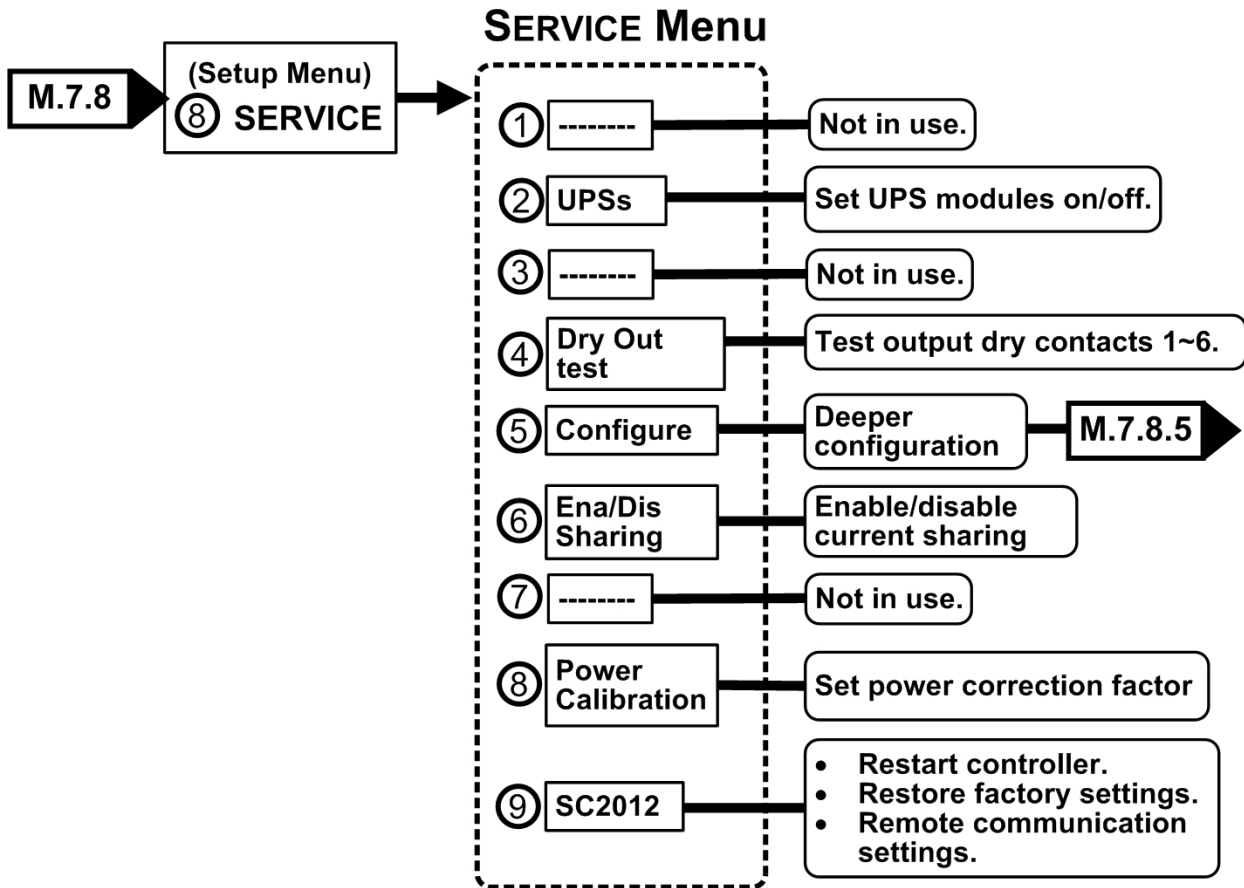 SERVICE Menu
M.7.8
(Setup Menu)
8 SERVICE
1 --------
Not in use.
2 UPSs
Set UPS modules on/off.
3 --------
Not in use.
4 Dry Out
test
Test output dry contacts 1~6.
5 Configure
Deeper
configuration
M.7.8.5
6 Ena/Dis
Sharing
Enable/disable
current sharing
7 --------
Not in use.
8 Power
Calibration
Set power correction factor
9 SC2012
• Restart controller.
• Restore factory settings.
• Remote communication
settings.